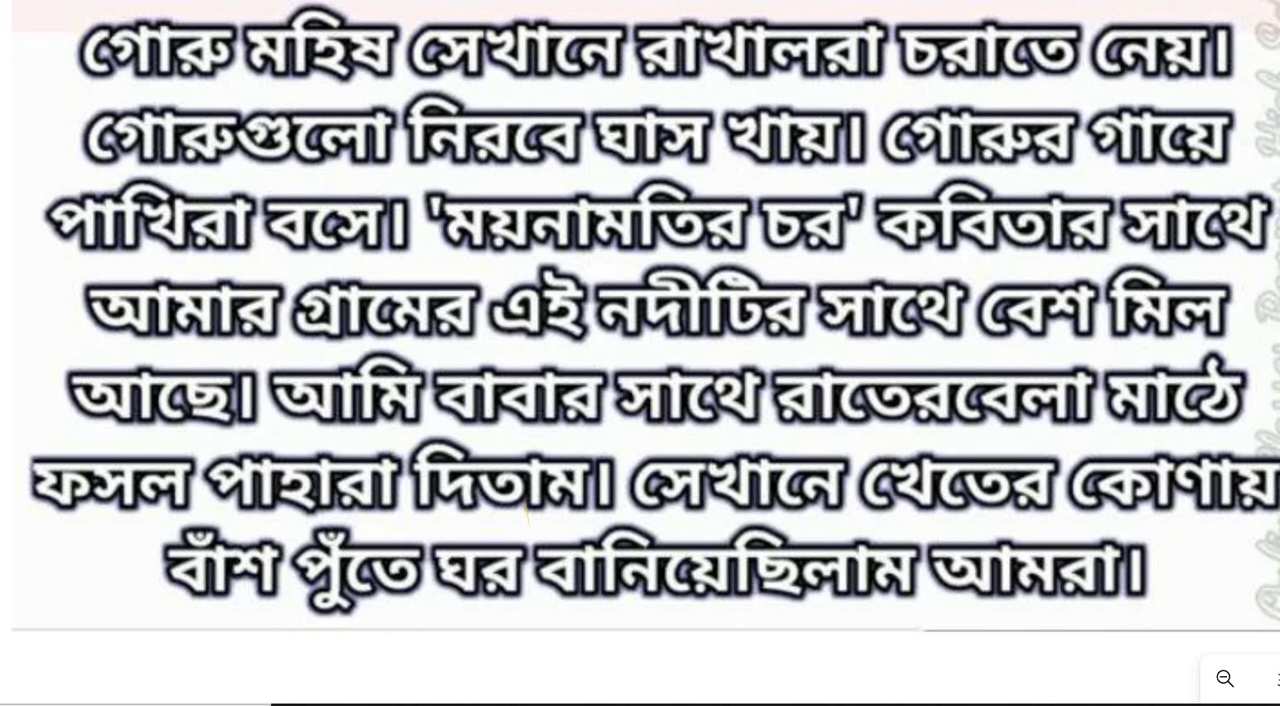 গোরু মহিষ সেখানে রাখালরা চরাতে নেয়।
গোরুগুলো নিরবে ঘাস খায়। গোরুর গায়ে
পাখিরা বসে। 'ময়নামতির চর' কবিতার সাথে
আমার গ্রামের এই নদীটির সাথে বেশ মিল
আছে। আমি বাবার সাথে রাতেরবেলা মাঠে
ফসল পাহারা দিতাম। সেখানে খেতের কোণায়
বাঁশ পুঁতে ঘর বানিয়েছিলাম আমরা।